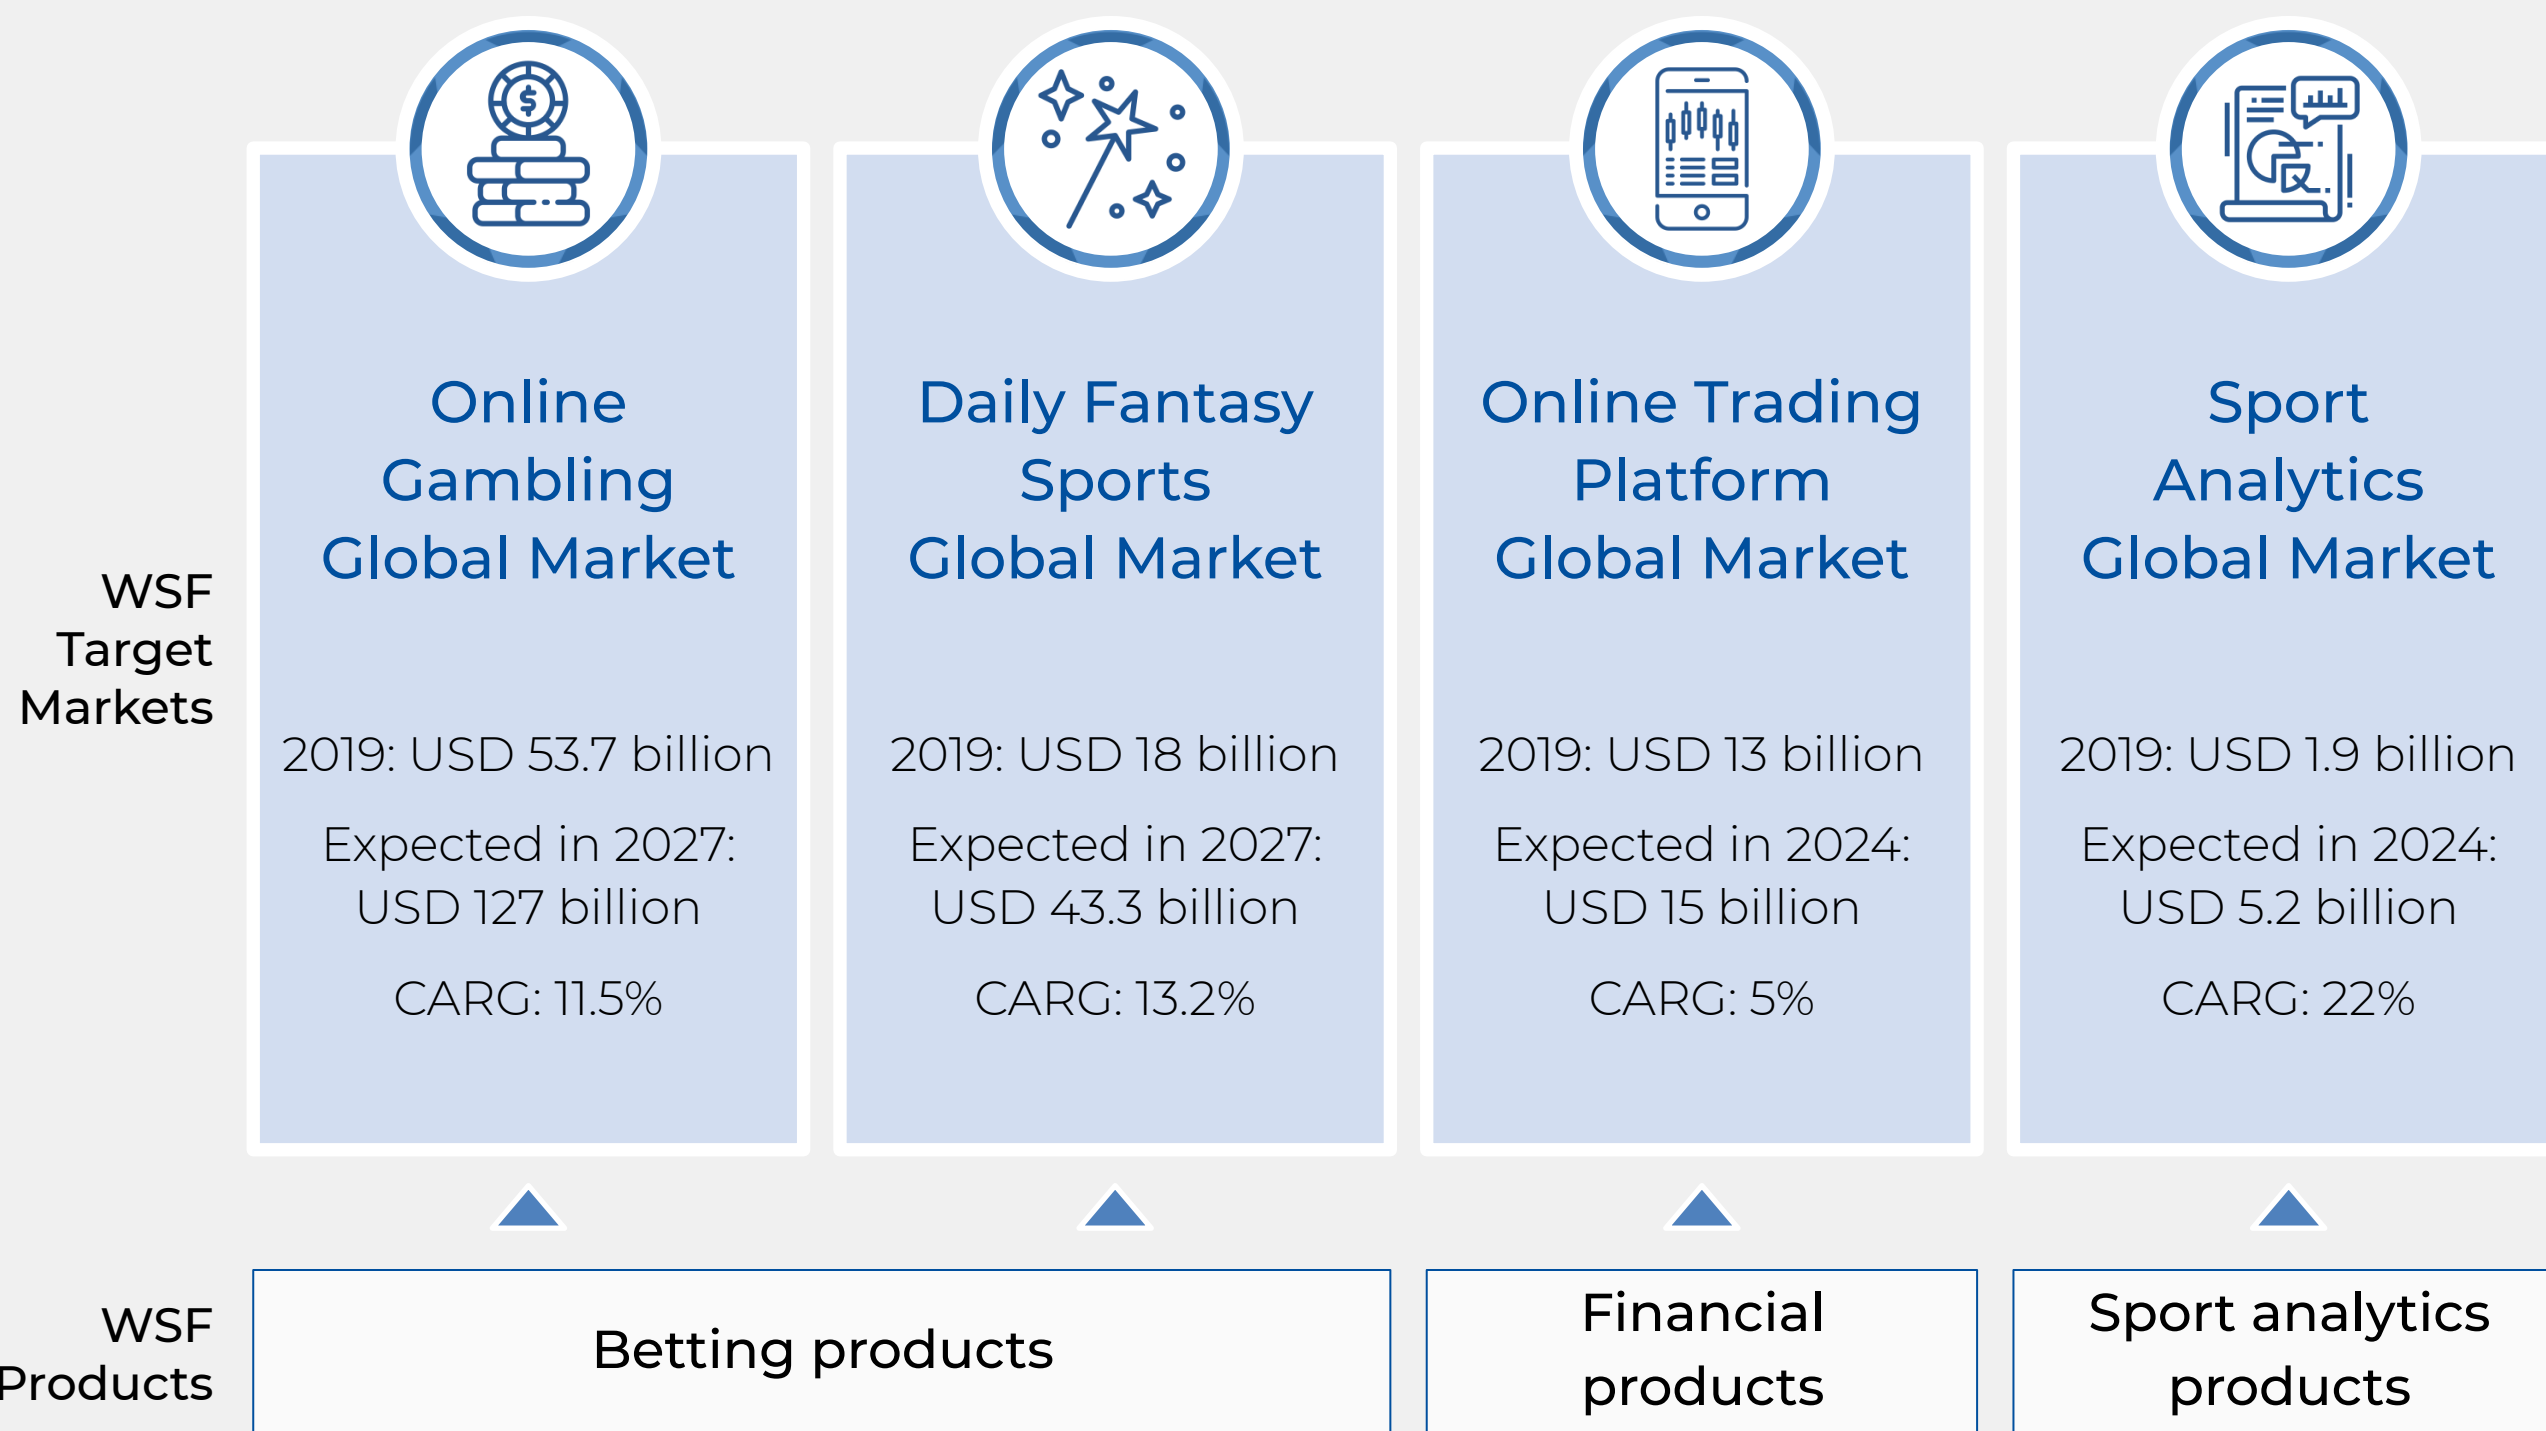 WSF
Target
Markets
Online
Gambling
Global Market
2019: USD 53.7 billion
Expected in 2027:
USD 127 billion
CARG: 11.5%
Daily Fantasy
Sports
Global Market
2019: USD 18 billion
Expected in 2027:
USD 43.3 billion
CARG: 13.2%
Online Trading
Platform
Global Market
2019: USD 13 billion
Expected in 2024:
USD 15 billion
CARG: 5%
Sport
Analytics
Global Market
2019: USD 1.9 billion
Expected in 2024:
USD 5.2 billion
CARG: 22%
WSF
Products
Betting products
Financial
products
Sport analytics
products